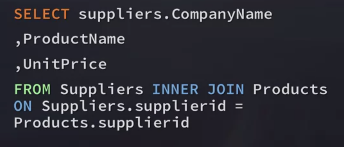 SELECT suppliers.CompanyName
,ProductName
,UnitPrice
FROM Suppliers INNER JOIN Products
ON Suppliers.supplierid =
Products.supplierid